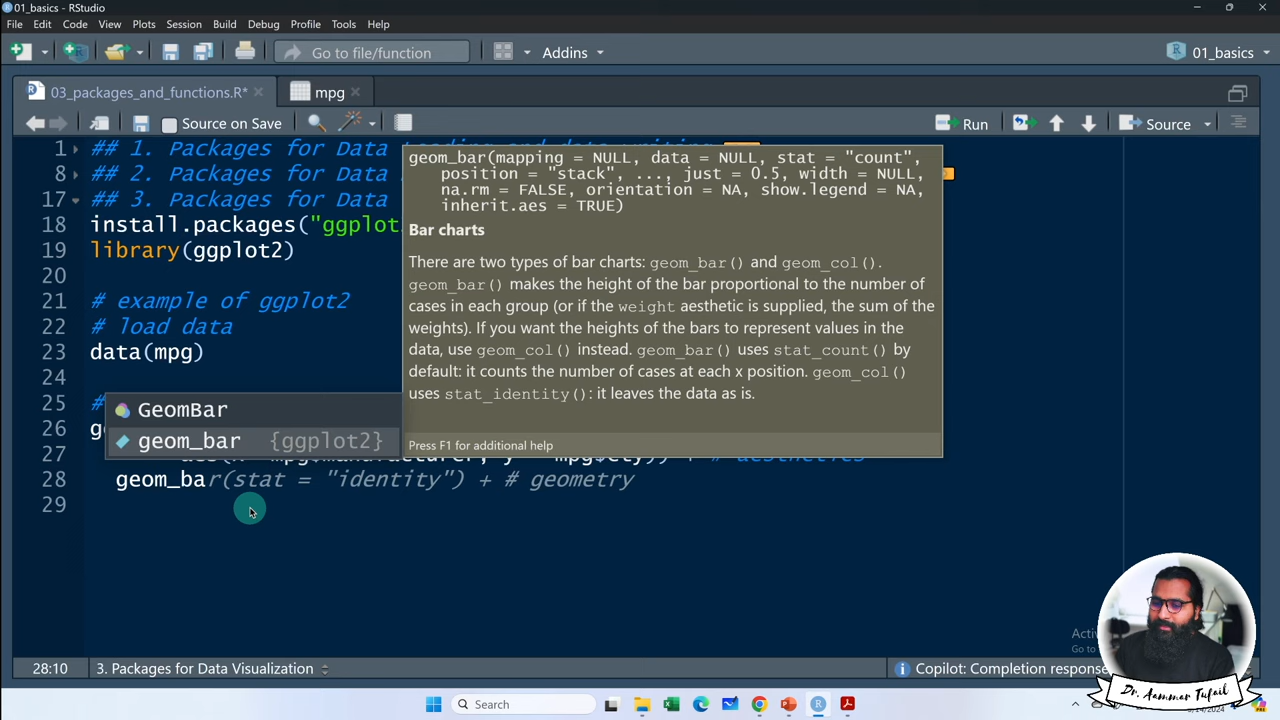 01_basics - RStudio
File Edit Code View Plots Session Build Debug Profile Tools Help
Go to file/function Addins 01_basics
03_packages_and_functions.R* mpg
Source on Save Run Source
1 ## 1. Packages for Data Loading and data writing
8 ## 2. Packages for Data
17 ## 3. Packages for Data
18 install.packages("ggplot
19 library(ggplot2)
20
21 # example of ggplot2
22 # load data
23 data(mpg)
24
25 #
26 g
27
28 geom_bar(stat = "identity") + # geometry
29
geom_bar(mapping = NULL, data = NULL, stat = "count",
position = "stack", ..., just = 0.5, width = NULL,
na.rm = FALSE, orientation = NA, show.legend = NA,
inherit.aes = TRUE)
Bar charts
There are two types of bar charts: geom_bar() and geom_col().
geom_bar() makes the height of the bar proportional to the number of
cases in each group (or if the weight aesthetic is supplied, the sum of the
weights). If you want the heights of the bars to represent values in the
data, use geom_col() instead. geom_bar() uses stat_count() by
default: it counts the number of cases at each x position. geom_col()
uses stat_identity(): it leaves the data as is.
Press F1 for additional help
GeomBar
geom_bar {ggplot2}
28:10 3. Packages for Data Visualization Copilot: Completion response
Search
Dr. Aammar Tufail